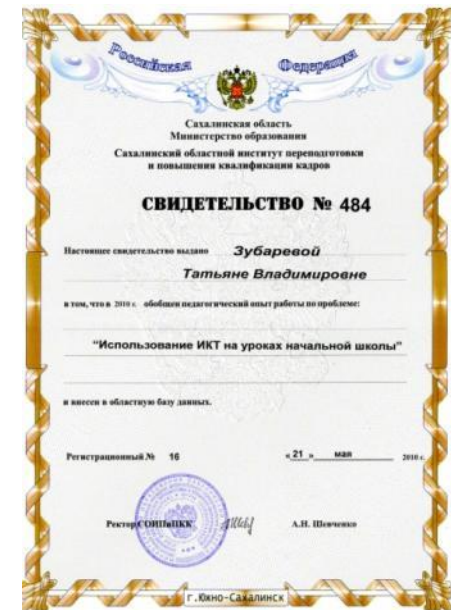 Российская Федерация
Сахалинская область
Министерство образования
Сахалинский областной институт переподготовки
и повышения квалификации кадров
СВИДЕТЕЛЬСТВО № 484
Настоящее свидетельство выдано Зубаревой
Татьяне Владимировне
в том, что в 2010 г. обобщен педагогический опыт работы по проблеме:
"Использование ИКТ на уроках начальной школы"
и внесен в областную базу данных.
Регистрационный № 16 « 21 » мая 2010 г.
Ректор СОИПиПКК А.Н. Шевченко
г.Южно-Сахалинск